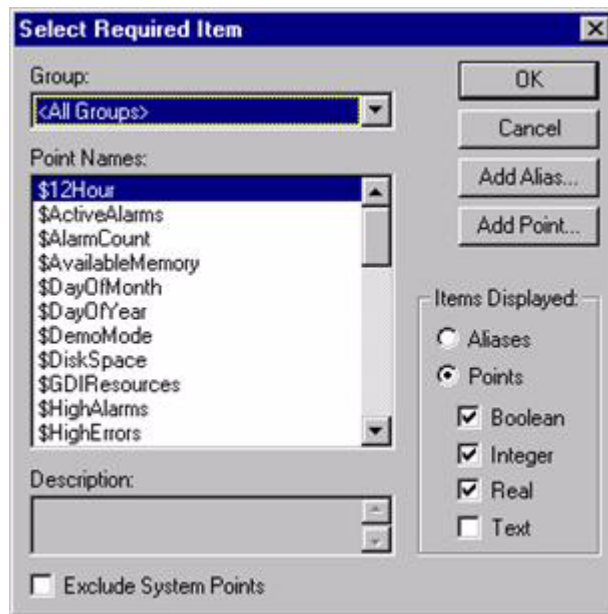 Select Required Item
Group:
<All Groups>
OK
Cancel
Point Names:
$12Hour
$ActiveAlarms
$AlarmCount
$AvailableMemory
$DayOfMonth
$DayOfYear
$DemoMode
$DiskSpace
$GDIResources
$HighAlarms
$HighErrors
Add Alias...
Add Point...
Items Displayed:
Aliases
Points
Boolean
Integer
Real
Text
Description:
Exclude System Points